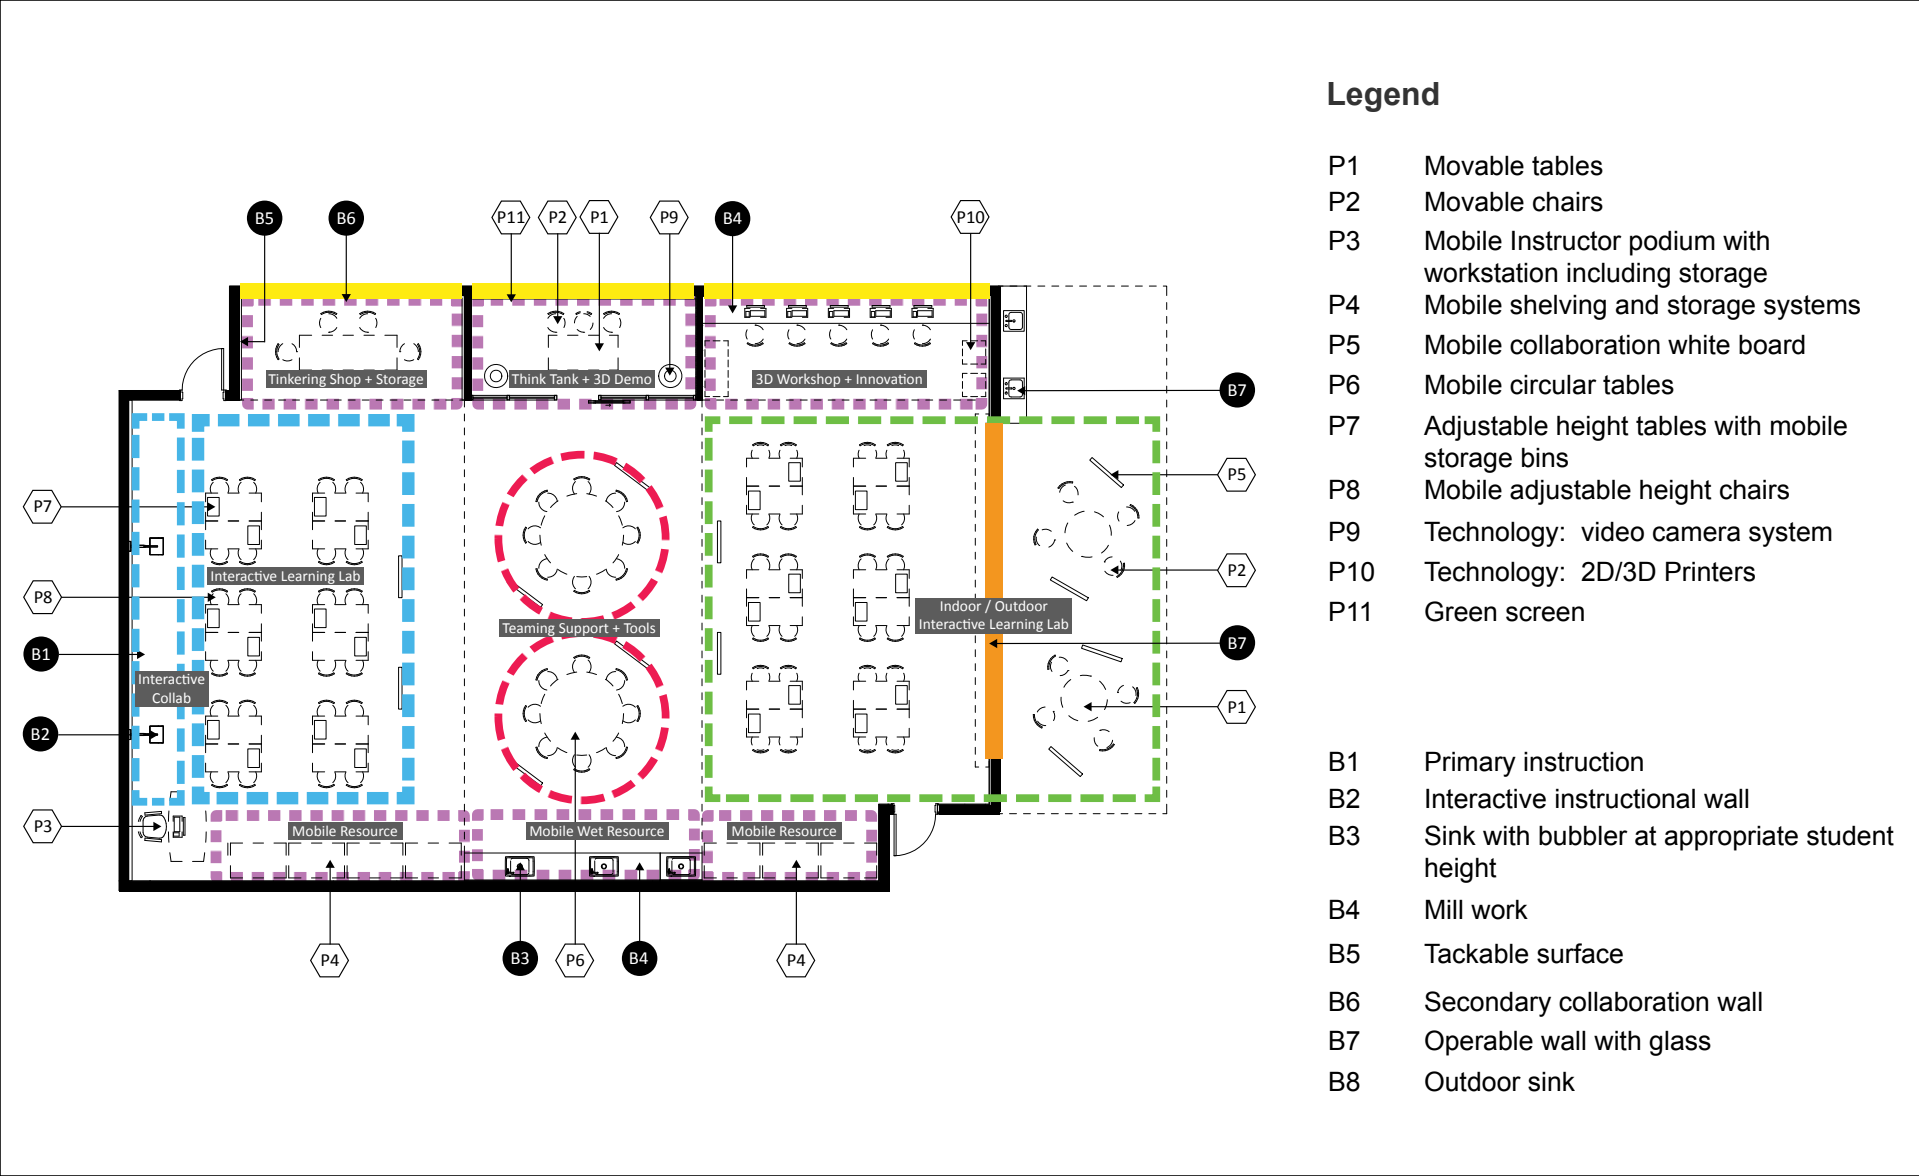 Legend
P1 Movable tables
P2 Movable chairs
P3 Mobile Instructor podium with
workstation including storage
P4 Mobile shelving and storage systems
P5 Mobile collaboration white board
P6 Mobile circular tables
P7 Adjustable height tables with mobile
storage bins
P8 Mobile adjustable height chairs
P9 Technology: video camera system
P10 Technology: 2D/3D Printers
P11 Green screen
B1 Primary instruction
B2 Interactive instructional wall
B3 Sink with bubbler at appropriate student
height
B4 Mill work
B5 Tackable surface
B6 Secondary collaboration wall
B7 Operable wall with glass
B8 Outdoor sink
B5 B6 P11 P2 P1 P9 B4 P10
Tinkering Shop + Storage
Think Tank + 3D Demo
3D Workshop + Innovation
B7
P5
P7
P2
Interactive Learning Lab
P8
Indoor / Outdoor
Interactive Learning Lab
Teaming Support + Tools
B7
B1
Interactive
Collab
P1
B2
P3
Mobile Resource
Mobile Wet Resource
Mobile Resource
P4 B3 P6 B4 P4